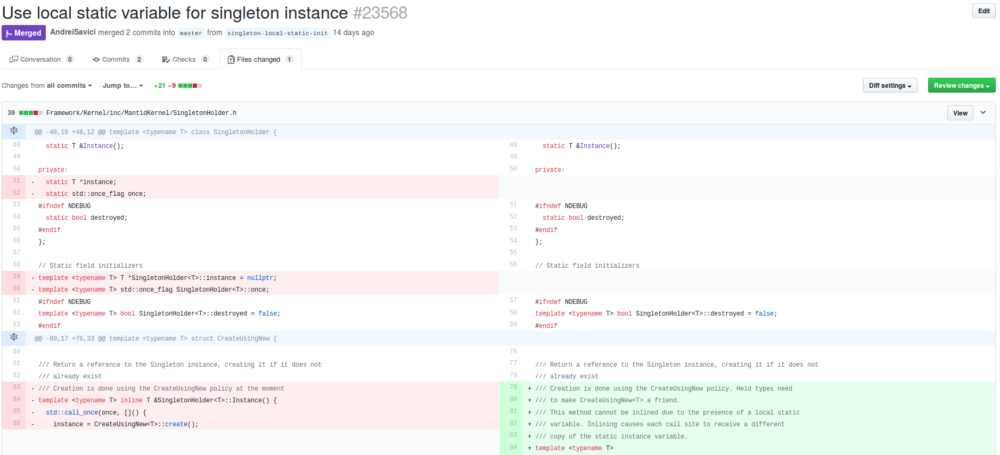 Use local static variable for singleton instance #23568
Edit
Merged AndreiSavici merged 2 commits into master from singleton-local-static-init 14 days ago
Conversation 0 Commits 2 Checks 0 Files changed 1
Changes from all commits Jump to... +21 −9 Diff settings Review changes
30 Framework/Kernel/inc/MantidKernel/SingletonHolder.h View
@@ -48,16 +48,12 @@ template <typename T> class SingletonHolder {
48 static T &Instance(); 48 static T &Instance();
49 49
50 private: 50 private:
51 - static T *instance;
52 - static std::once_flag once;
53 #ifndef NDEBUG 51 #ifndef NDEBUG
54 static bool destroyed; 52 static bool destroyed;
55 #endif 53 #endif
56 }; 54 };
57 55
58 // Static field initializers 56 // Static field initializers
59 - template <typename T> T *SingletonHolder<T>::instance = nullptr;
60 - template <typename T> std::once_flag SingletonHolder<T>::once;
61 #ifndef NDEBUG 57 #ifndef NDEBUG
62 template <typename T> bool SingletonHolder<T>::destroyed = false; 58 template <typename T> bool SingletonHolder<T>::destroyed = false;
63 #endif 59 #endif
@@ -80,17 +76,33 @@ template <typename T> struct CreateUsingNew {
80 76
81 /// Return a reference to the Singleton instance, creating it if it does not 77 /// Return a reference to the Singleton instance, creating it if it does not
82 /// already exist 78 /// already exist
83 - /// Creation is done using the CreateUsingNew policy at the moment 79 + /// Creation is done using the CreateUsingNew policy. Held types need
84 - template <typename T> inline T &SingletonHolder<T>::Instance() { 80 + /// to make CreateUsingNew<T> a friend.
85 - std::call_once(once, []() { 81 + /// This method cannot be inlined due to the presence of a local static
86 - instance = CreateUsingNew<T>::create(); 82 + /// variable. Inlining causes each call site to receive a different
83 + /// copy of the static instance variable.
84 + template <typename T>